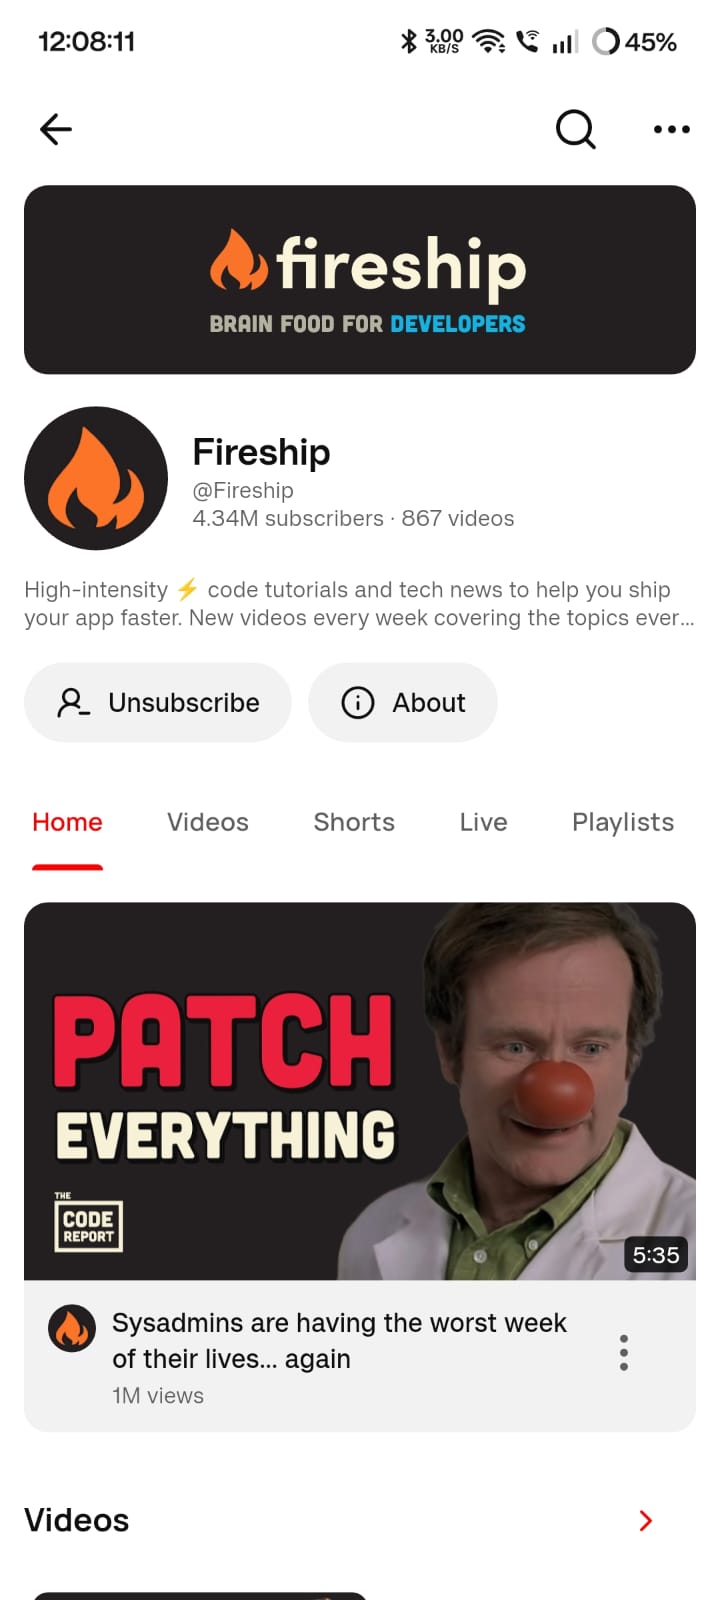 12:08:11
3.00
KB/S
45%
fireship
BRAIN FOOD FOR DEVELOPERS
Fireship
@Fireship
4.34M subscribers · 867 videos
High-intensity ⚡ code tutorials and tech news to help you ship
your app faster. New videos every week covering the topics ever...
Unsubscribe
About
Home
Videos
Shorts
Live
Playlists
PATCH
EVERYTHING
THE
CODE
REPORT
5:35
Sysadmins are having the worst week
of their lives... again
1M views
Videos